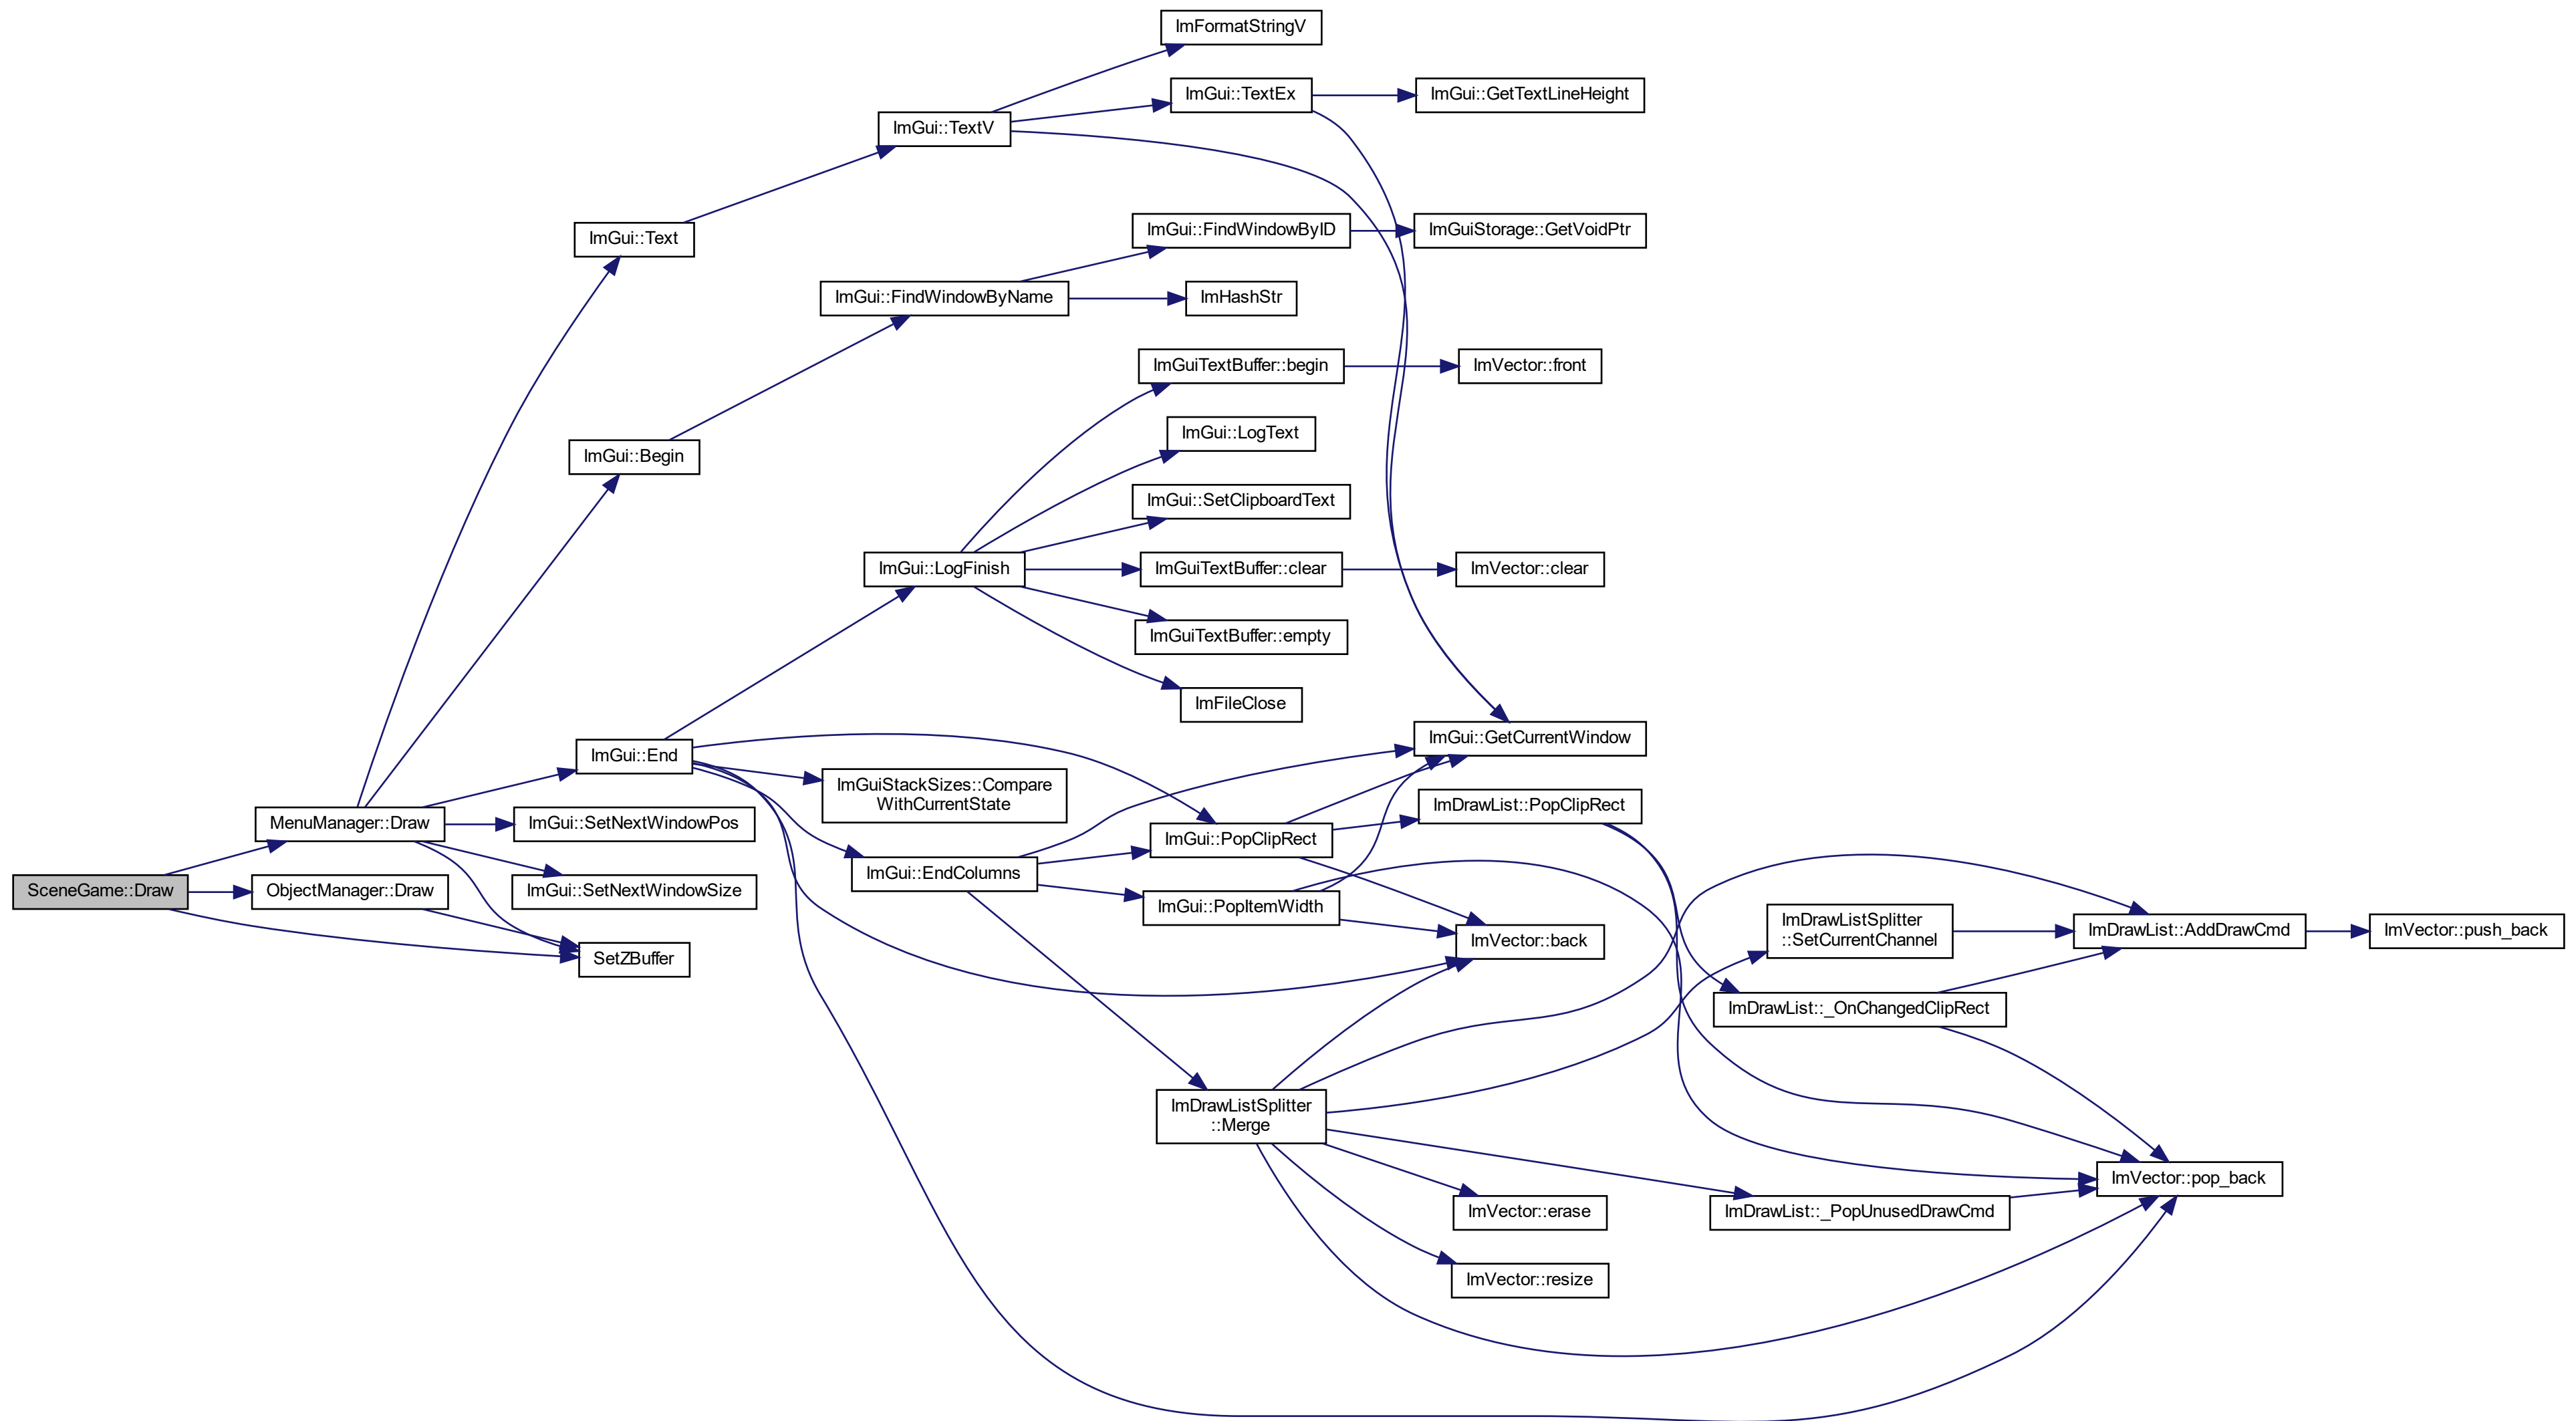 ImFormatStringV
ImGui::TextEx
ImGui::GetTextLineHeight
ImGui::TextV
ImGui::Text
ImGui::FindWindowByID
ImGuiStorage::GetVoidPtr
ImGui::FindWindowByName
ImHashStr
ImGuiTextBuffer::begin
ImVector::front
ImGui::LogText
ImGui::Begin
ImGui::SetClipboardText
ImGui::LogFinish
ImGuiTextBuffer::clear
ImVector::clear
ImGuiTextBuffer::empty
ImFileClose
ImGui::End
ImGui::GetCurrentWindow
ImGuiStackSizes::Compare
WithCurrentState
MenuManager::Draw
ImGui::SetNextWindowPos
ImGui::PopClipRect
ImDrawList::PopClipRect
SceneGame::Draw
ObjectManager::Draw
ImGui::SetNextWindowSize
ImGui::EndColumns
ImGui::PopItemWidth
SetZBuffer
ImVector::back
ImDrawListSplitter
::SetCurrentChannel
ImDrawList::AddDrawCmd
ImVector::push_back
ImDrawList::_OnChangedClipRect
ImDrawListSplitter
::Merge
ImVector::pop_back
ImVector::erase
ImDrawList::_PopUnusedDrawCmd
ImVector::resize